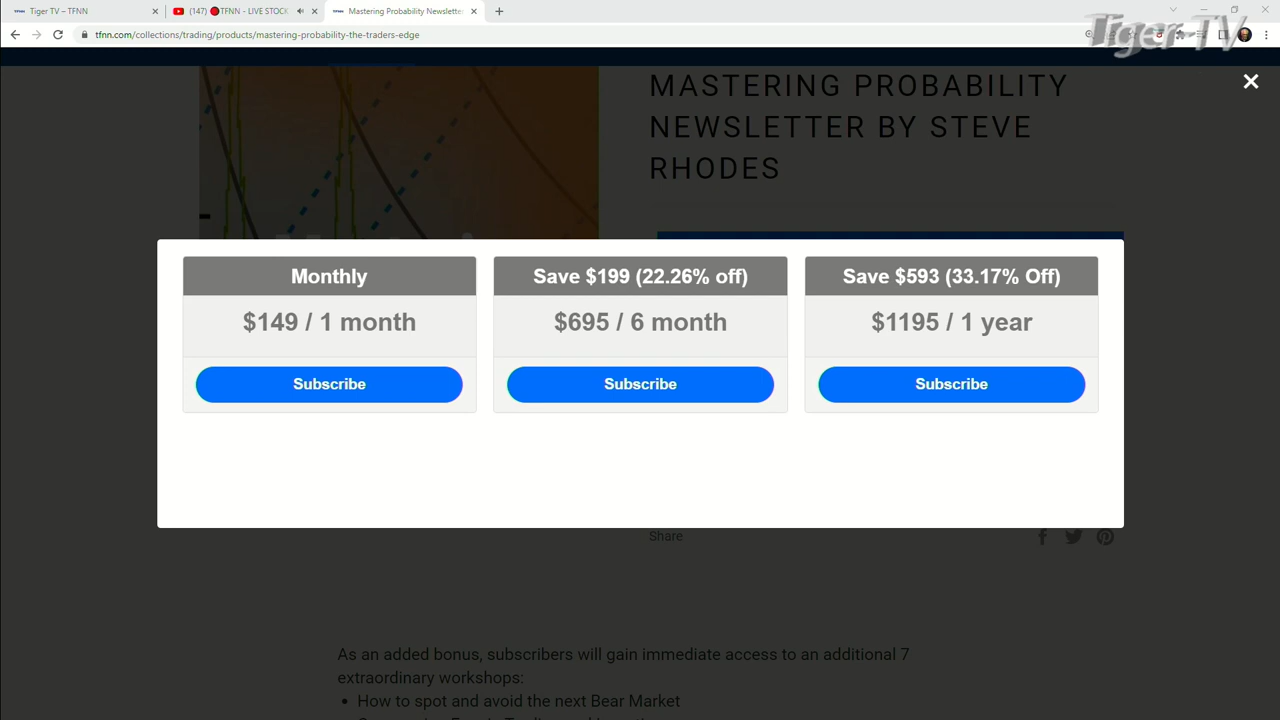 Tiger TV – TFNN
(147) TFNN - LIVE STOCK
Mastering Probability Newslette
Tiger TV
tfnn.com/collections/trading/products/mastering-probability-the-traders-edge
MASTERING PROBABILITY
NEWSLETTER BY STEVE
RHODES
Monthly
$149 / 1 month
Subscribe
Save $199 (22.26% off)
$695 / 6 month
Subscribe
Save $593 (33.17% Off)
$1195 / 1 year
Subscribe
Share
As an added bonus, subscribers will gain immediate access to an additional 7
extraordinary workshops:
How to spot and avoid the next Bear Market